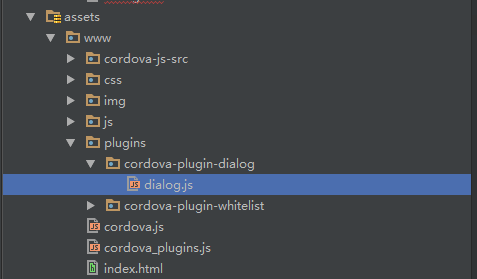 assets
www
cordova-js-src
css
img
js
plugins
cordova-plugin-dialog
dialog.js
cordova-plugin-whitelist
cordova.js
cordova_plugins.js
index.html